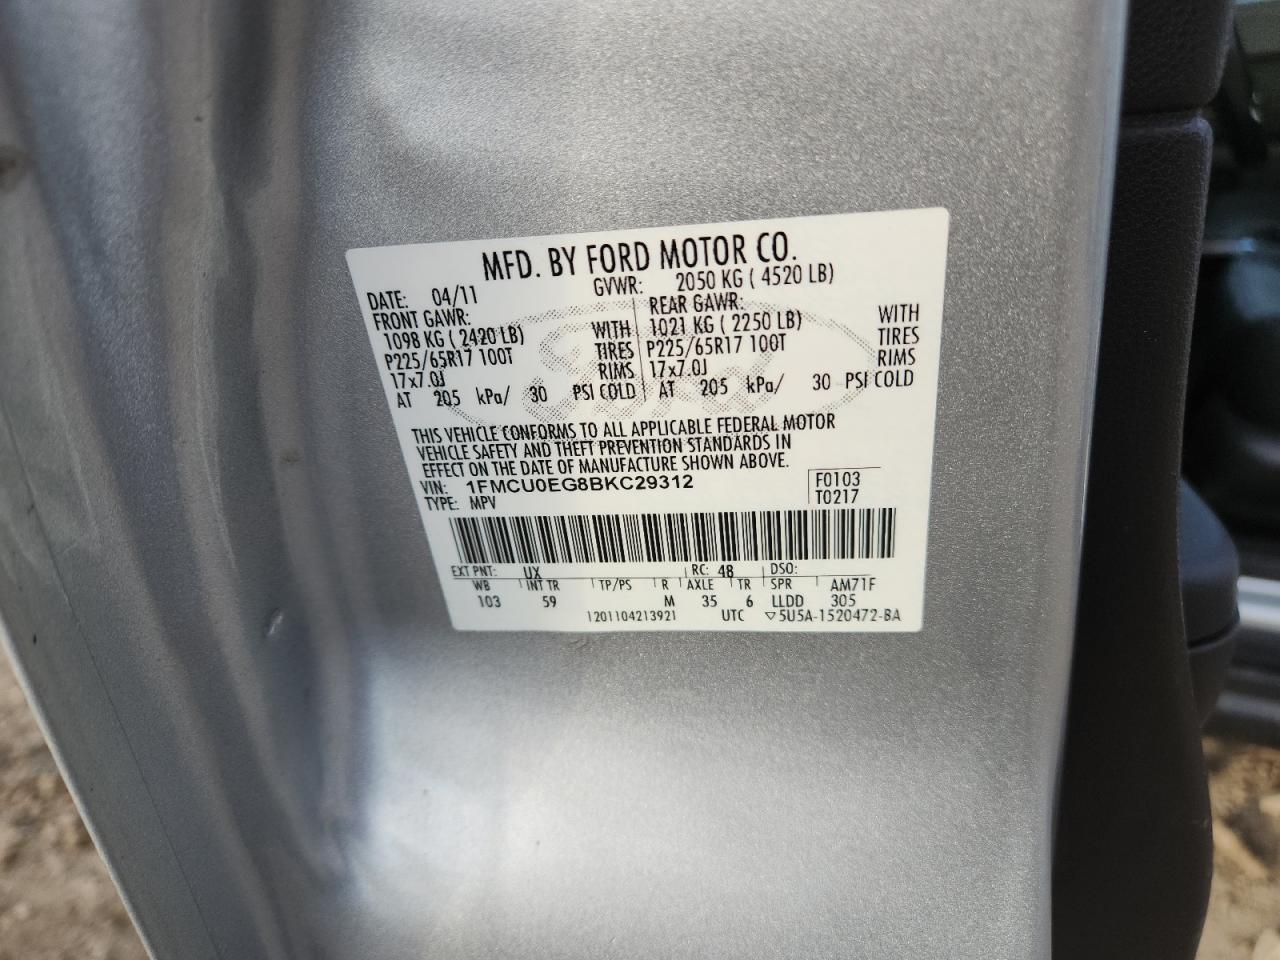 MFD. BY FORD MOTOR CO.
DATE: 04/11 GVWR: 2050 KG ( 4520 LB)
FRONT GAWR: REAR GAWR:
1098 KG ( 2420 LB) WITH 1021 KG ( 2250 LB) WITH
P225/65R17 100T TIRES P225/65R17 100T TIRES
17x7.0J RIMS 17x7.0J RIMS
AT 205 kPa/ 30 PSI COLD AT 205 kPa/ 30 PSI COLD
THIS VEHICLE CONFORMS TO ALL APPLICABLE FEDERAL MOTOR
VEHICLE SAFETY AND THEFT PREVENTION STANDARDS IN
EFFECT ON THE DATE OF MANUFACTURE SHOWN ABOVE.
VIN: 1FMCU0EG8BKC29312 F0103
TYPE: MPV T0217
EXT PNT: UX RC: 48 DSO:
WB INT TR TP/PS R AXLE TR SPR AM71F
103 59 M 35 6 LLDD 305
1201104213921 UTC ▽5U5A-1520472-BA